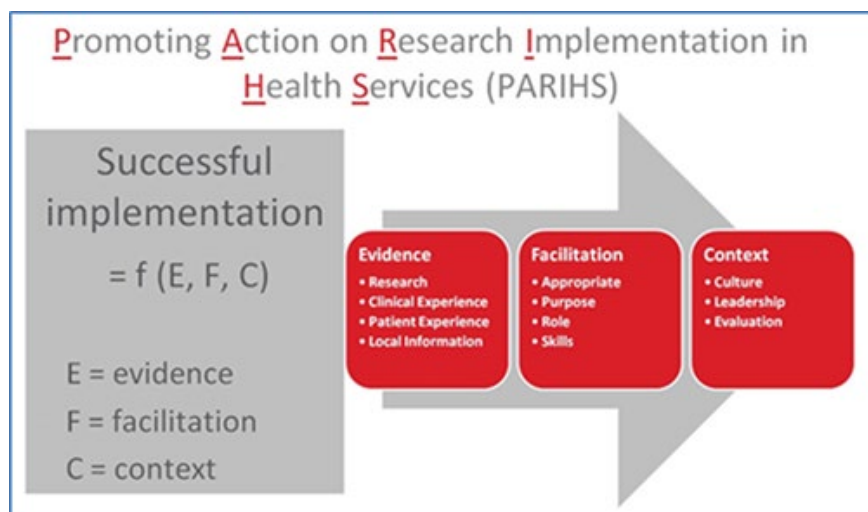 Promoting Action on Research Implementation in
Health Services (PARIHS)
Successful
implementation
= f (E, F, C)
E = evidence
F = facilitation
C = context
Evidence
• Research
• Clinical Experience
• Patient Experience
• Local Information
Facilitation
• Appropriate
• Purpose
• Role
• Skills
Context
• Culture
• Leadership
• Evaluation